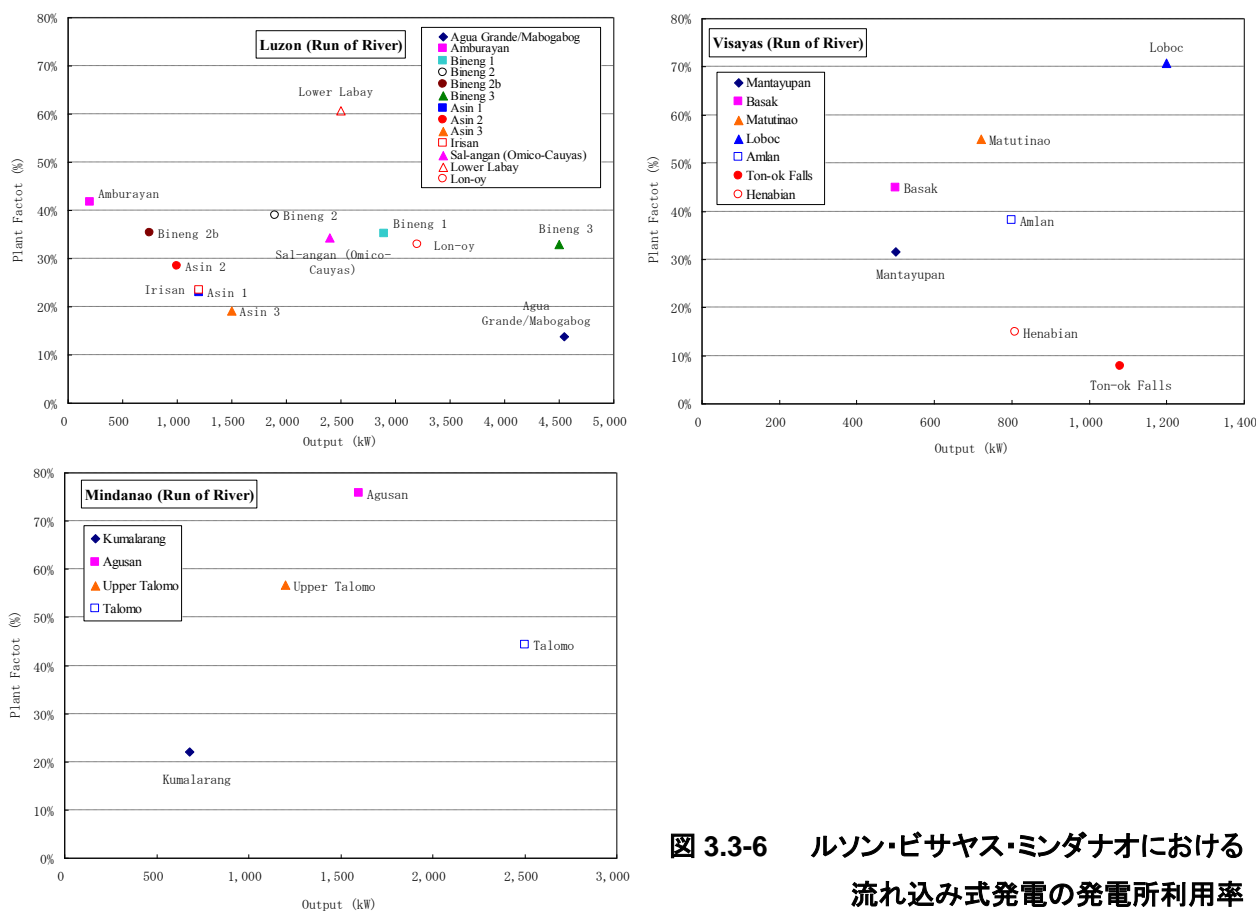 Luzon (Run of River)
80%
70%
60%
50%
40%
30%
20%
10%
0%
Plant Factot (%)
Agua Grande/Mabogabog
Amburayan
Bineng 1
Bineng 2
Bineng 2b
Bineng 3
Asin 1
Asin 2
Asin 3
Irisan
Sal-angan (Omico-Cauyas)
Lower Labay
Lon-oy
Lower Labay
Amburayan
Bineng 2b
Bineng 2
Bineng 1
Bineng 3
Sal-angan (Omico-
Cauyas)
Lon-oy
Asin 2
Irisan
Asin 1
Asin 3
Agua
Grande/Mabogabog
0 500 1,000 1,500 2,000 2,500 3,000 3,500 4,000 4,500 5,000
Output (kW)
Visayas (Run of River)
80%
70%
60%
50%
40%
30%
20%
10%
0%
Plant Factot (%)
Mantayupan
Basak
Matutinao
Loboc
Amlan
Ton-ok Falls
Henabian
Loboc
Matutinao
Basak
Amlan
Mantayupan
Henabian
Ton-ok Falls
0 200 400 600 800 1,000 1,200 1,400
Output (kW)
Mindanao (Run of River)
80%
70%
60%
50%
40%
30%
20%
10%
0%
Plant Factot (%)
Kumalarang
Agusan
Upper Talomo
Talomo
Agusan
Upper Talomo
Talomo
Kumalarang
0 500 1,000 1,500 2,000 2,500 3,000
Output (kW)
図 3.3-6 ルソン・ビサヤス・ミンダナオにおける
流れ込み式発電の発電所利用率